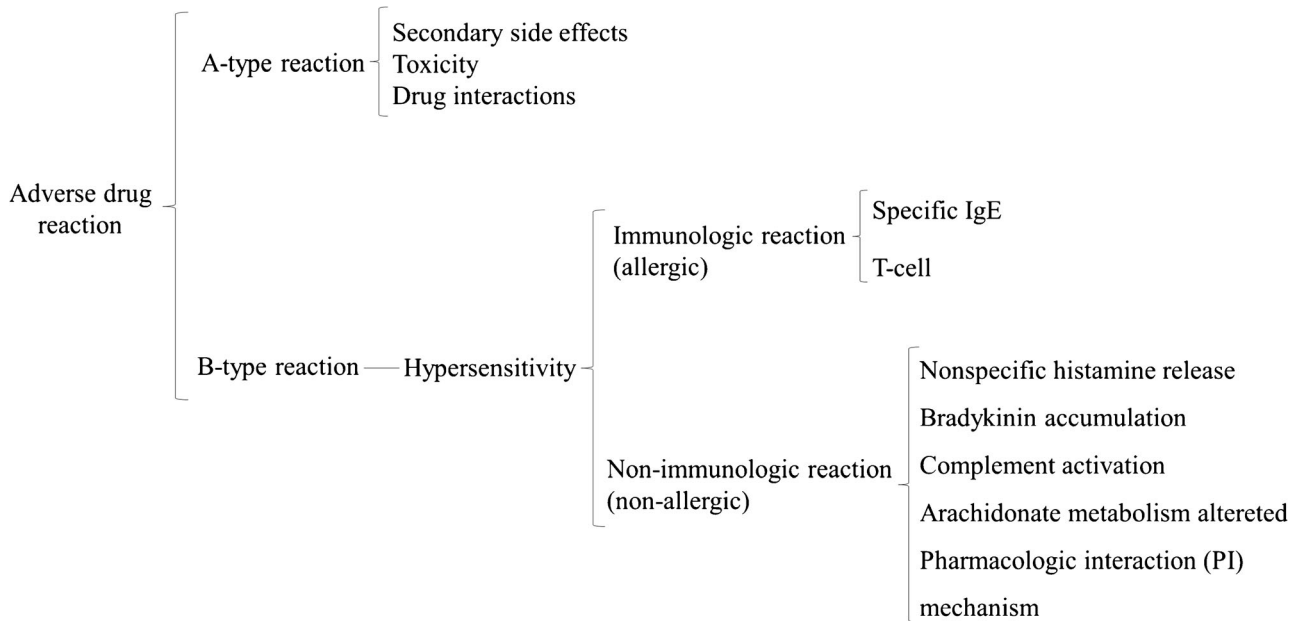 Adverse drug
reaction
A-type reaction
Secondary side effects
Toxicity
Drug interactions
B-type reaction
Hypersensitivity
Immunologic reaction
(allergic)
Specific IgE
T-cell
Non-immunologic reaction
(non-allergic)
Nonspecific histamine release
Bradykinin accumulation
Complement activation
Arachidonate metabolism altereted
Pharmacologic interaction (PI)
mechanism